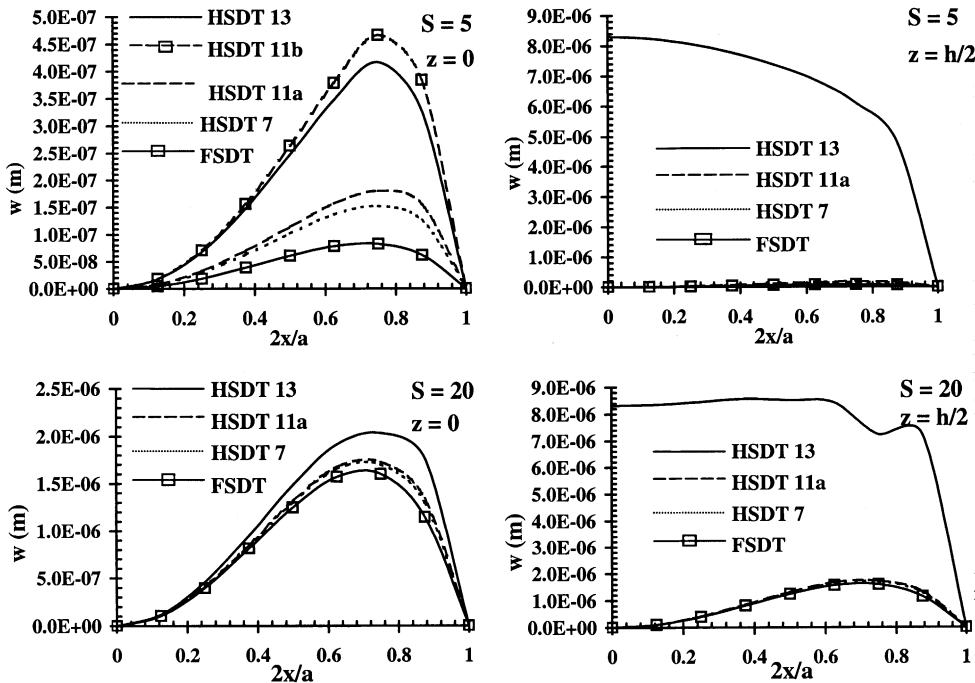 5.0E-07
4.5E-07
4.0E-07
3.5E-07
3.0E-07
2.5E-07
2.0E-07
1.5E-07
1.0E-07
5.0E-08
0.0E+00
w (m)
HSDT 13
HSDT 11b
HSDT 11a
HSDT 7
FSDT
S = 5
z = 0
0 0.2 0.4 0.6 0.8 1
2x/a
9.0E-06
8.0E-06
7.0E-06
6.0E-06
5.0E-06
4.0E-06
3.0E-06
2.0E-06
1.0E-06
0.0E+00
w (m)
S = 5
z = h/2
HSDT 13
HSDT 11a
HSDT 7
FSDT
0 0.2 0.4 0.6 0.8 1
2x/a
2.5E-06
2.0E-06
1.5E-06
1.0E-06
5.0E-07
0.0E+00
w (m)
HSDT 13
HSDT 11a
HSDT 7
FSDT
S = 20
z = 0
0 0.2 0.4 0.6 0.8 1
2x/a
9.0E-06
8.0E-06
7.0E-06
6.0E-06
5.0E-06
4.0E-06
3.0E-06
2.0E-06
1.0E-06
0.0E+00
w (m)
S = 20
z = h/2
HSDT 13
HSDT 11a
HSDT 7
FSDT
0 0.2 0.4 0.6 0.8 1
2x/a